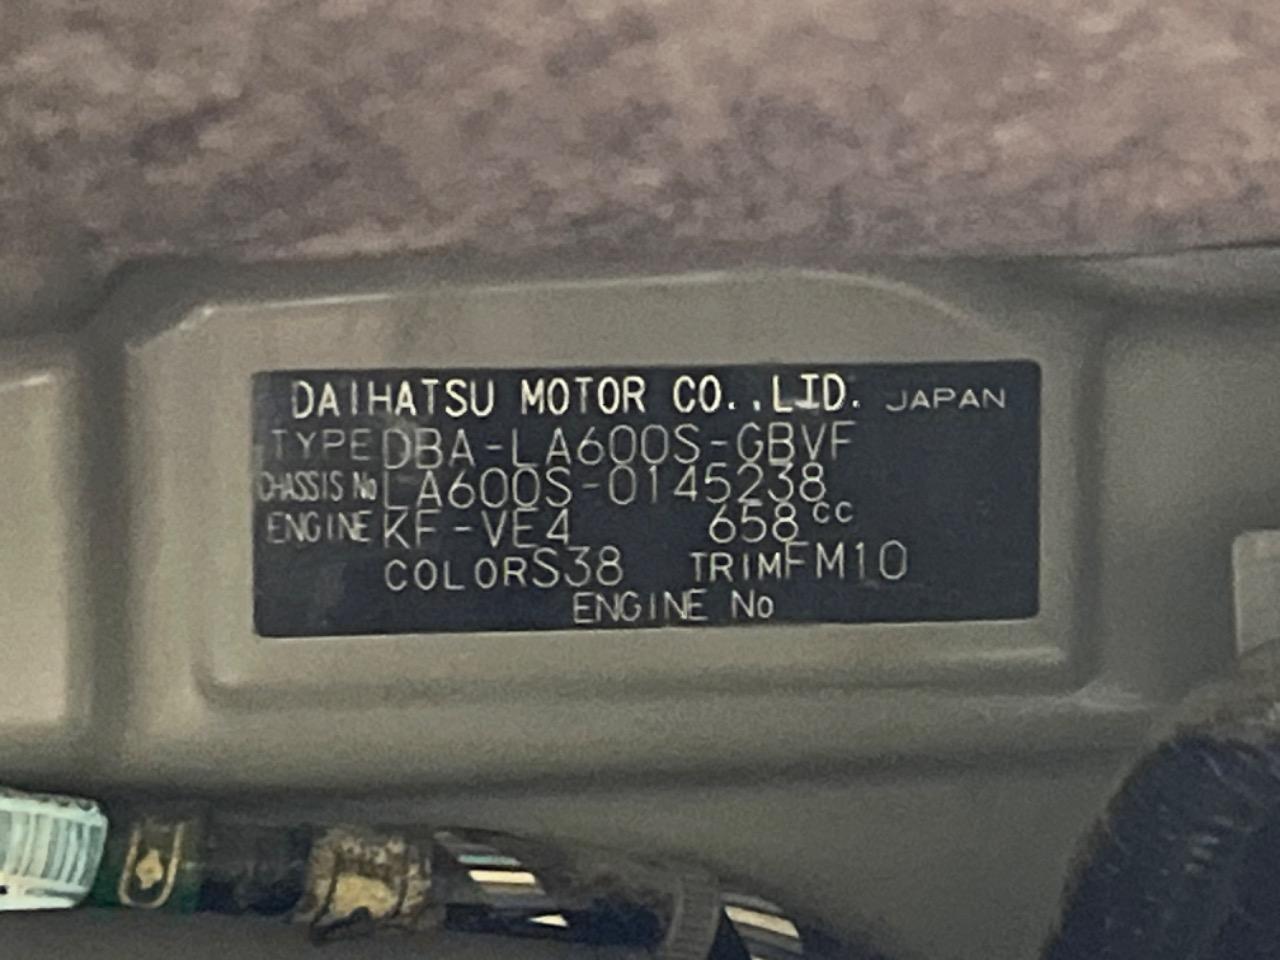 DAIHATSU MOTOR CO.,LTD. JAPAN
TYPE DBA-LA600S-GBVF
CHASSIS No LA600S-0145238
ENGINE KF-VE4 658cc
COLOR S38 TRIM FM10
ENGINE No